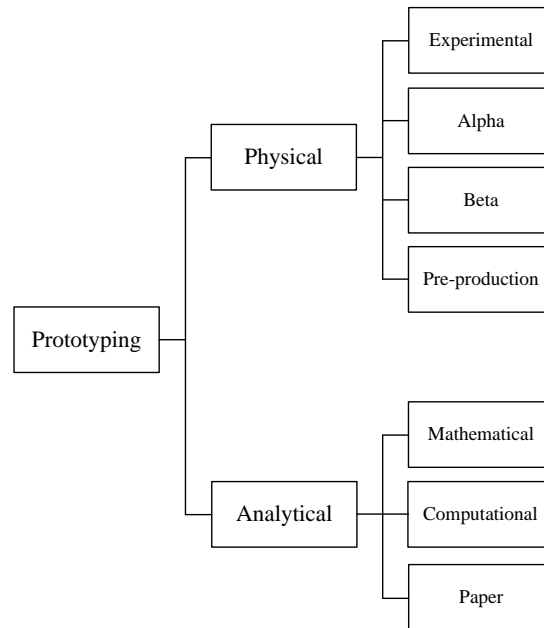 Experimental
Alpha
Physical
Beta
Pre-production
Prototyping
Mathematical
Analytical
Computational
Paper